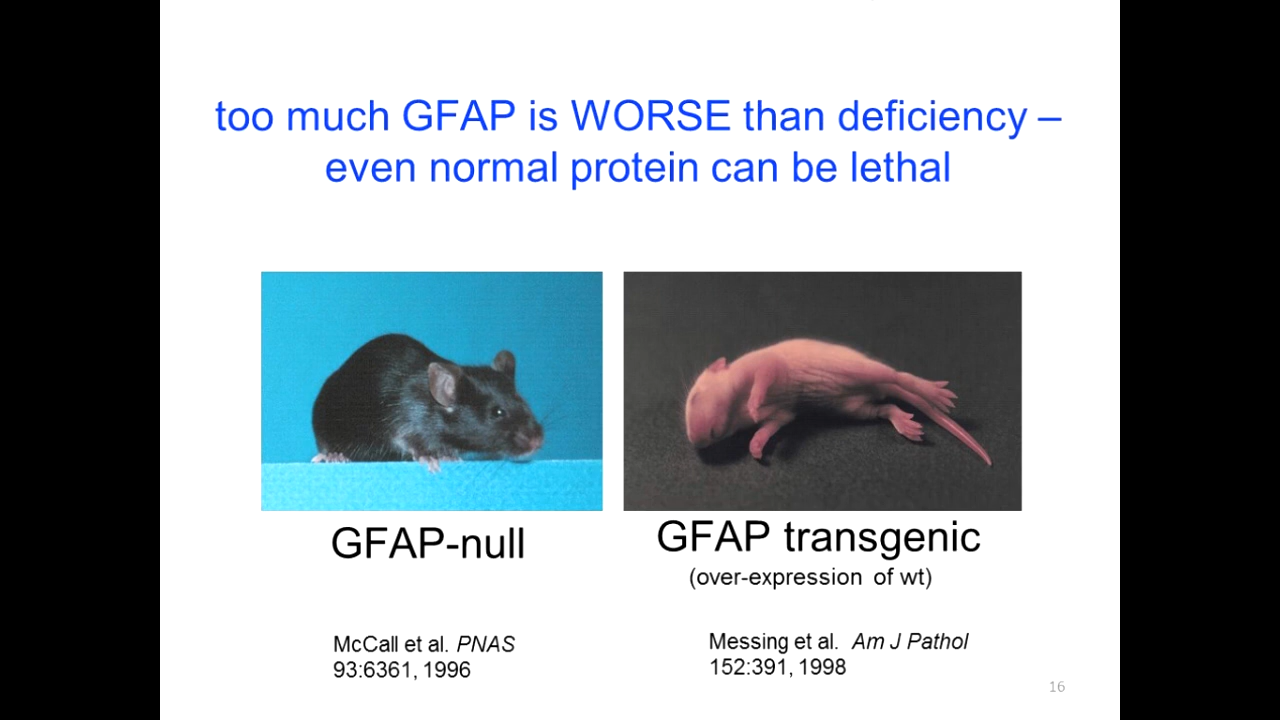 too much GFAP is WORSE than deficiency –
even normal protein can be lethal
GFAP-null
McCall et al. PNAS
93:6361, 1996
GFAP transgenic
(over-expression of wt)
Messing et al. Am J Pathol
152:391, 1998
16